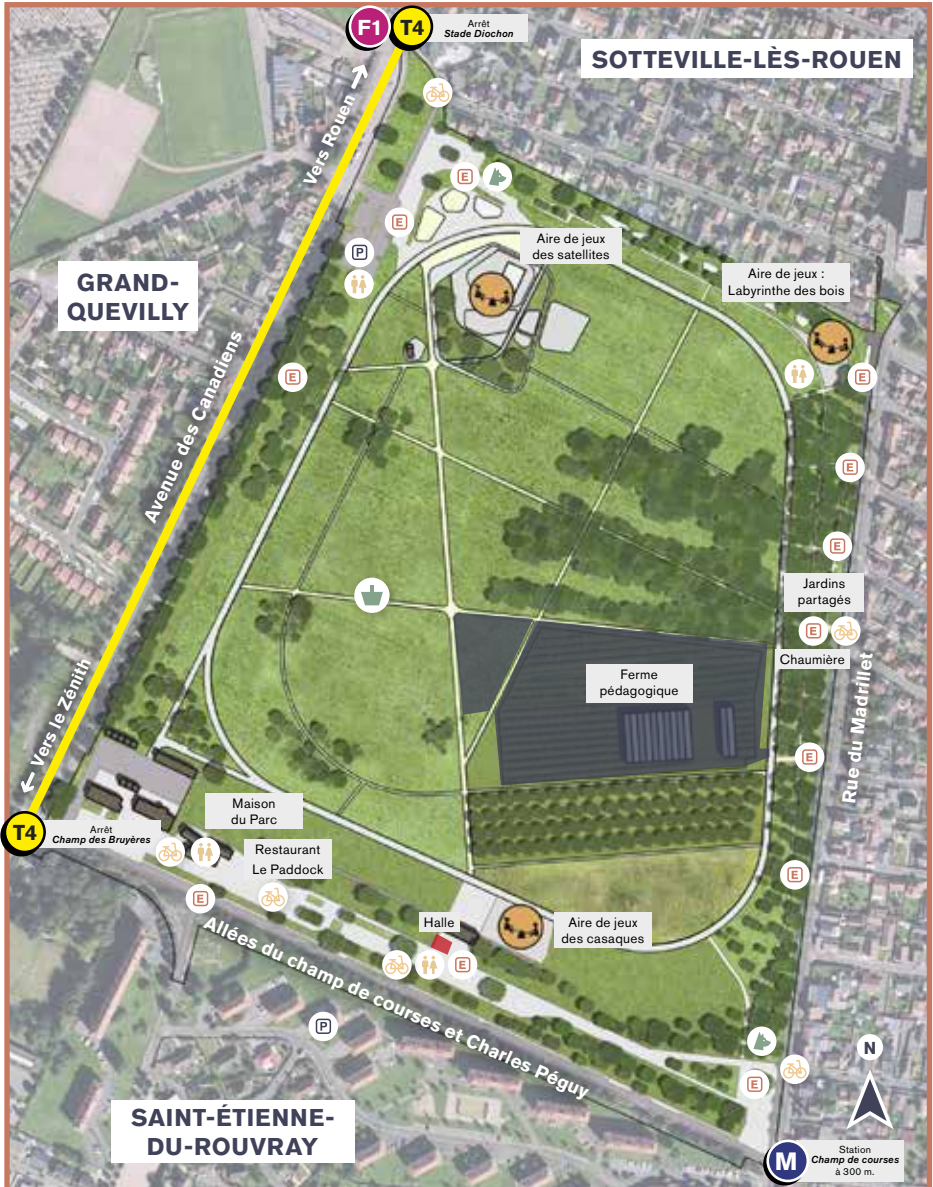 F1
T4
Arrêt
Stade Diochon
SOTTEVILLE-LÈS-ROUEN
Vers Rouen
E
E
P
Aire de jeux
des satellites
Aire de jeux :
Labyrinthe des bois
GRAND-
QUEVILLY
Avenue des Canadiens
E
E
E
E
Jardins
partagés
E
Chaumière
Rue du Madrillet
Ferme
pédagogique
Vers le Zénith
E
T4
Arrêt
Champ des Bruyères
Maison
du Parc
Restaurant
Le Paddock
E
E
Halle
Aire de jeux
des casaques
E
Allées du champ de courses et Charles Péguy
P
N
E
SAINT-ÉTIENNE-
DU-ROUVRAY
M
Station
Champ de courses
à 300 m.